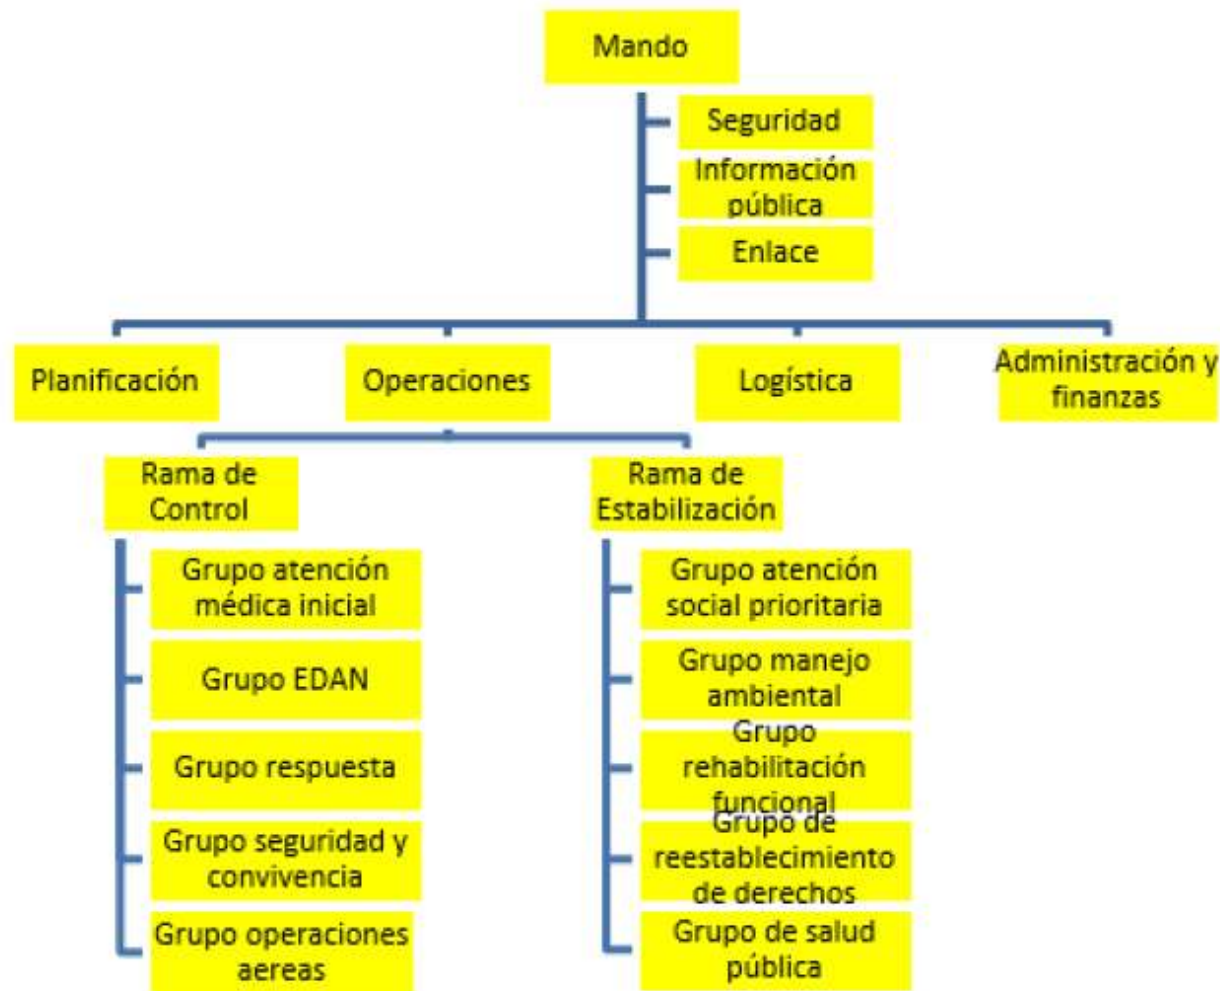 Mando
Seguridad
Información
pública
Enlace
Planificación
Operaciones
Logística
Administración y
finanzas
Rama de
Control
Grupo atención
médica inicial
Grupo EDAN
Grupo respuesta
Grupo seguridad y
convivencia
Grupo operaciones
aereas
Rama de
Estabilización
Grupo atención
social prioritaria
Grupo manejo
ambiental
Grupo
rehabilitación
funcional
Grupo de
reestablecimiento
de derechos
Grupo de salud
pública